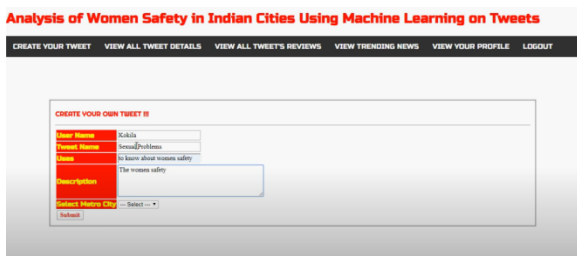 Analysis of Women Safety in Indian Cities Using Machine Learning on Tweets
CREATE YOUR TWEET VIEW ALL TWEET DETAILS VIEW ALL TWEET'S REVIEWS VIEW TRENDING NEWS VIEW YOUR PROFILE LOGOUT
CREATE YOUR OWN TWEET !!!
User Name Kokila
Tweet Name Sexual Problems
Uses to know about women safety
Description The women safety
Select Metro City --- Select ---
Submit